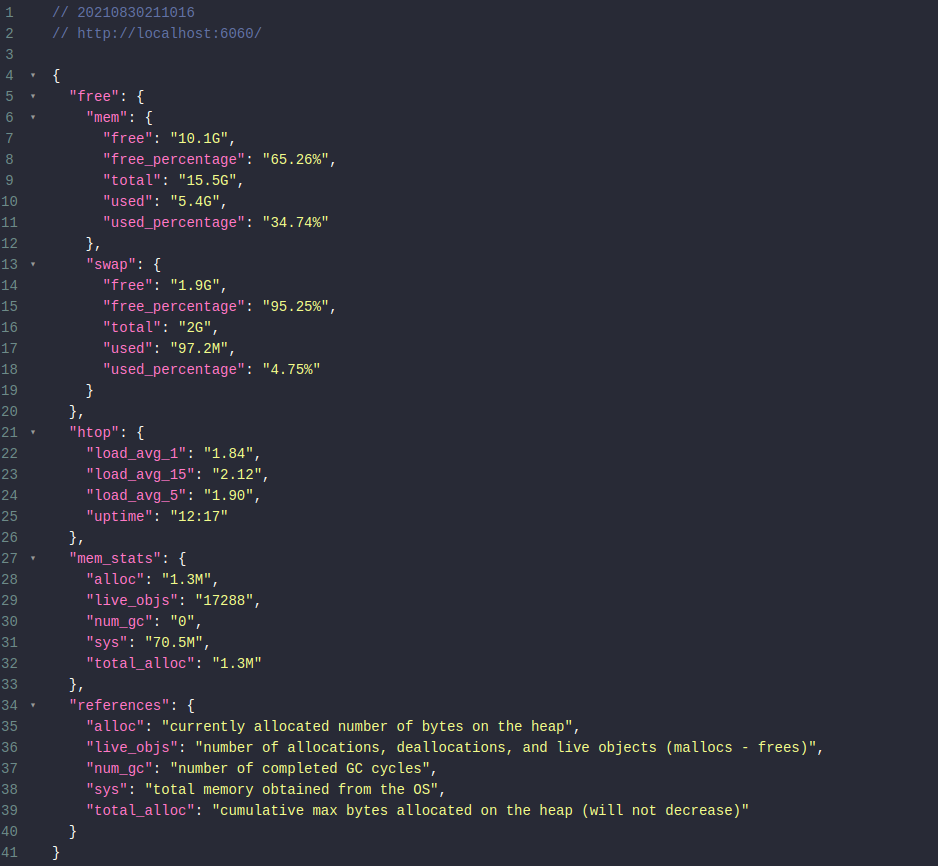 1 // 20210830211016
2 // http://localhost:6060/
3
4 {
5 "free": {
6 "mem": {
7 "free": "10.1G",
8 "free_percentage": "65.26%",
9 "total": "15.5G",
10 "used": "5.4G",
11 "used_percentage": "34.74%"
12 },
13 "swap": {
14 "free": "1.9G",
15 "free_percentage": "95.25%",
16 "total": "2G",
17 "used": "97.2M",
18 "used_percentage": "4.75%"
19 }
20 },
21 "htop": {
22 "load_avg_1": "1.84",
23 "load_avg_15": "2.12",
24 "load_avg_5": "1.90",
25 "uptime": "12:17"
26 },
27 "mem_stats": {
28 "alloc": "1.3M",
29 "live_objs": "17288",
30 "num_gc": "0",
31 "sys": "70.5M",
32 "total_alloc": "1.3M"
33 },
34 "references": {
35 "alloc": "currently allocated number of bytes on the heap",
36 "live_objs": "number of allocations, deallocations, and live objects (mallocs - frees)",
37 "num_gc": "number of completed GC cycles",
38 "sys": "total memory obtained from the OS",
39 "total_alloc": "cumulative max bytes allocated on the heap (will not decrease)"
40 }
41 }